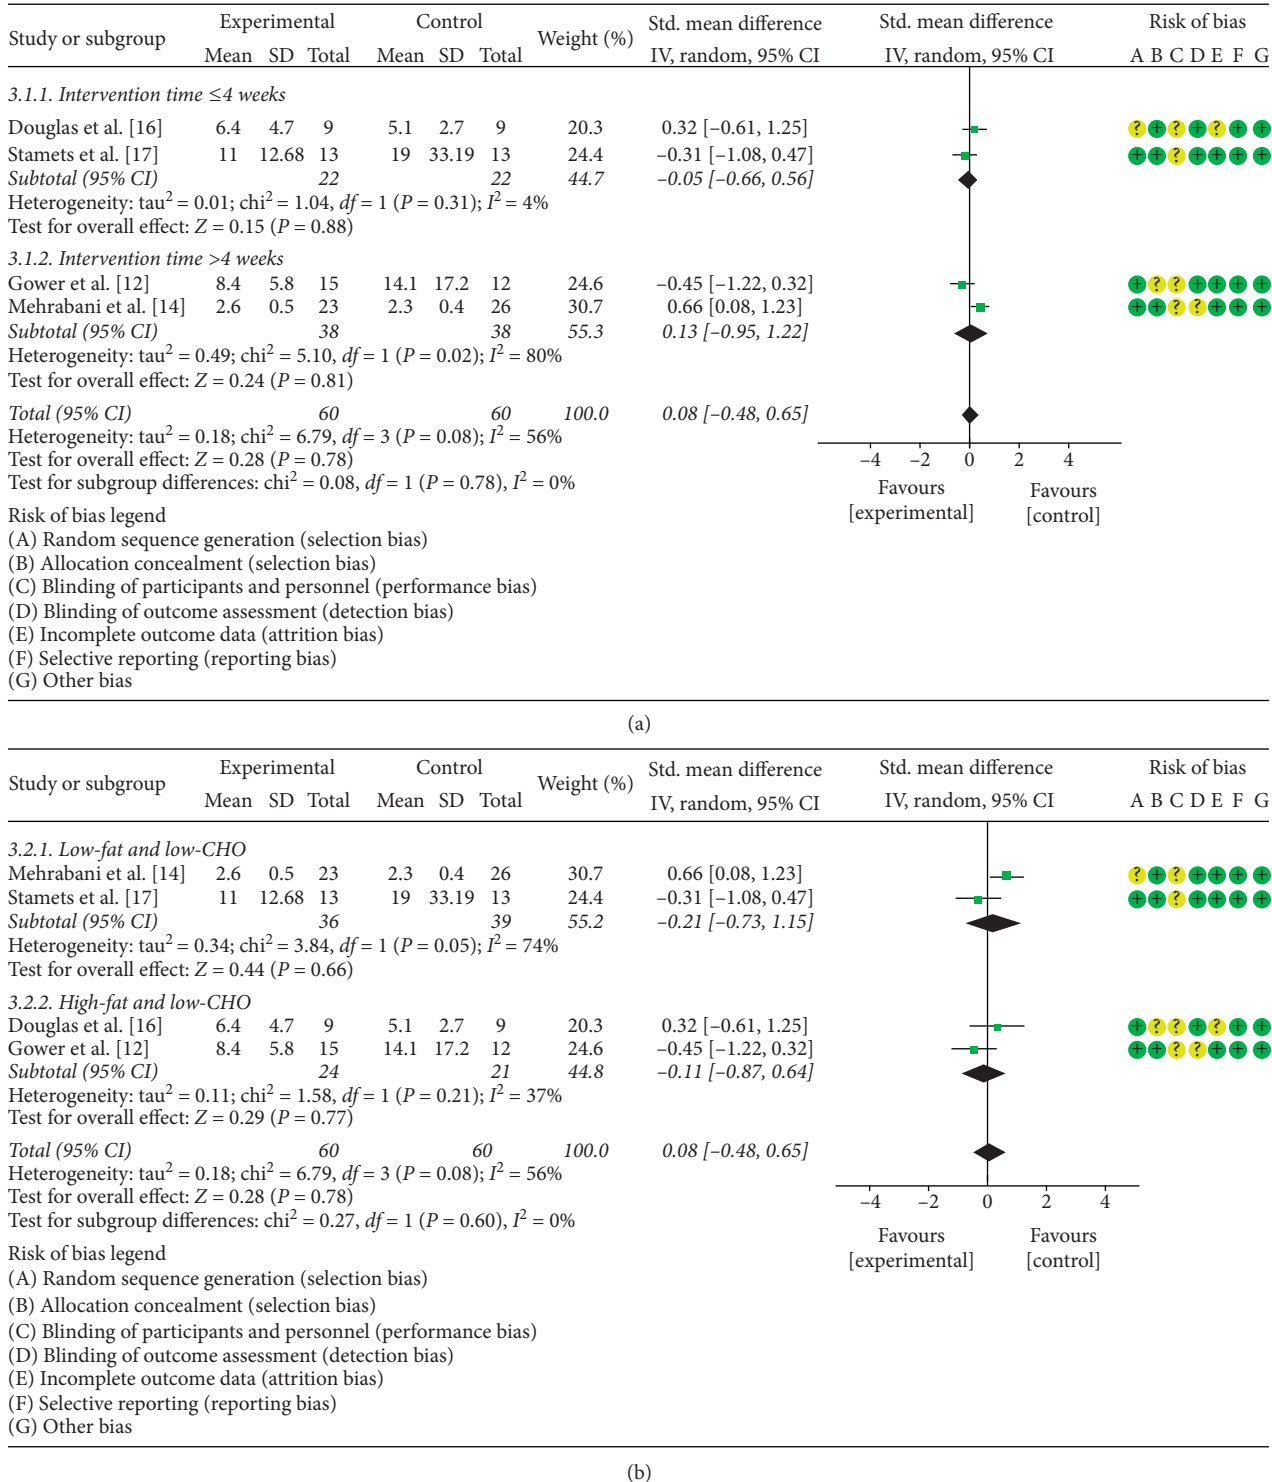 Study or subgroup Experimental Control Weight (%) Std. mean difference Std. mean difference Risk of bias
Mean SD Total Mean SD Total IV, random, 95% CI IV, random, 95% CI A B C D E F G
3.1.1. Intervention time ≤4 weeks
Douglas et al. [16] 6.4 4.7 9 5.1 2.7 9 20.3 0.32 [–0.61, 1.25] ? + ? + ? + +
Stamets et al. [17] 11 12.68 13 19 33.19 13 24.4 –0.31 [–1.08, 0.47] + + ? + + + +
Subtotal (95% CI) 22 22 44.7 –0.05 [–0.66, 0.56]
Heterogeneity: tau² = 0.01; chi² = 1.04, df = 1 (P = 0.31); I² = 4%
Test for overall effect: Z = 0.15 (P = 0.88)
3.1.2. Intervention time >4 weeks
Gower et al. [12] 8.4 5.8 15 14.1 17.2 12 24.6 –0.45 [–1.22, 0.32] + ? ? + + + +
Mehrabani et al. [14] 2.6 0.5 23 2.3 0.4 26 30.7 0.66 [0.08, 1.23] + + ? ? + + +
Subtotal (95% CI) 38 38 55.3 0.13 [–0.95, 1.22]
Heterogeneity: tau² = 0.49; chi² = 5.10, df = 1 (P = 0.02); I² = 80%
Test for overall effect: Z = 0.24 (P = 0.81)
Total (95% CI) 60 60 100.0 0.08 [–0.48, 0.65]
Heterogeneity: tau² = 0.18; chi² = 6.79, df = 3 (P = 0.08); I² = 56%
Test for overall effect: Z = 0.28 (P = 0.78)
Test for subgroup differences: chi² = 0.08, df = 1 (P = 0.78), I² = 0%
–4 –2 0 2 4
Favours [experimental]
Favours [control]
Risk of bias legend
(A) Random sequence generation (selection bias)
(B) Allocation concealment (selection bias)
(C) Blinding of participants and personnel (performance bias)
(D) Blinding of outcome assessment (detection bias)
(E) Incomplete outcome data (attrition bias)
(F) Selective reporting (reporting bias)
(G) Other bias
(a)
Study or subgroup Experimental Control Weight (%) Std. mean difference Std. mean difference Risk of bias
Mean SD Total Mean SD Total IV, random, 95% CI IV, random, 95% CI A B C D E F G
3.2.1. Low-fat and low-CHO
Mehrabani et al. [14] 2.6 0.5 23 2.3 0.4 26 30.7 0.66 [0.08, 1.23] ? + ? + + + +
Stamets et al. [17] 11 12.68 13 19 33.19 13 24.4 –0.31 [–1.08, 0.47] + + ? + + + +
Subtotal (95% CI) 36 39 55.2 –0.21 [–0.73, 1.15]
Heterogeneity: tau² = 0.34; chi² = 3.84, df = 1 (P = 0.05); I² = 74%
Test for overall effect: Z = 0.44 (P = 0.66)
3.2.2. High-fat and low-CHO
Douglas et al. [16] 6.4 4.7 9 5.1 2.7 9 20.3 0.32 [–0.61, 1.25] + ? ? + ? + +
Gower et al. [12] 8.4 5.8 15 14.1 17.2 12 24.6 –0.45 [–1.22, 0.32] + + ? ? + + +
Subtotal (95% CI) 24 21 44.8 –0.11 [–0.87, 0.64]
Heterogeneity: tau² = 0.11; chi² = 1.58, df = 1 (P = 0.21); I² = 37%
Test for overall effect: Z = 0.29 (P = 0.77)
Total (95% CI) 60 60 100.0 0.08 [–0.48, 0.65]
Heterogeneity: tau² = 0.18; chi² = 6.79, df = 3 (P = 0.08); I² = 56%
Test for overall effect: Z = 0.28 (P = 0.78)
Test for subgroup differences: chi² = 0.27, df = 1 (P = 0.60), I² = 0%
–4 –2 0 2 4
Favours [experimental]
Favours [control]
Risk of bias legend
(A) Random sequence generation (selection bias)
(B) Allocation concealment (selection bias)
(C) Blinding of participants and personnel (performance bias)
(D) Blinding of outcome assessment (detection bias)
(E) Incomplete outcome data (attrition bias)
(F) Selective reporting (reporting bias)
(G) Other bias
(b)